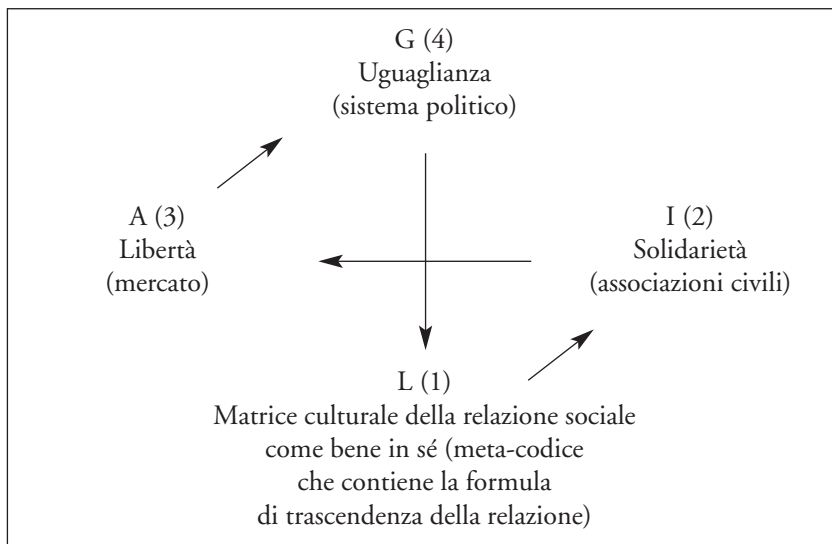 G (4)
Uguaglianza
(sistema politico)
A (3)
Libertà
(mercato)
I (2)
Solidarietà
(associazioni civili)
L (1)
Matrice culturale della relazione sociale
come bene in sé (meta-codice
che contiene la formula
di trascendenza della relazione)